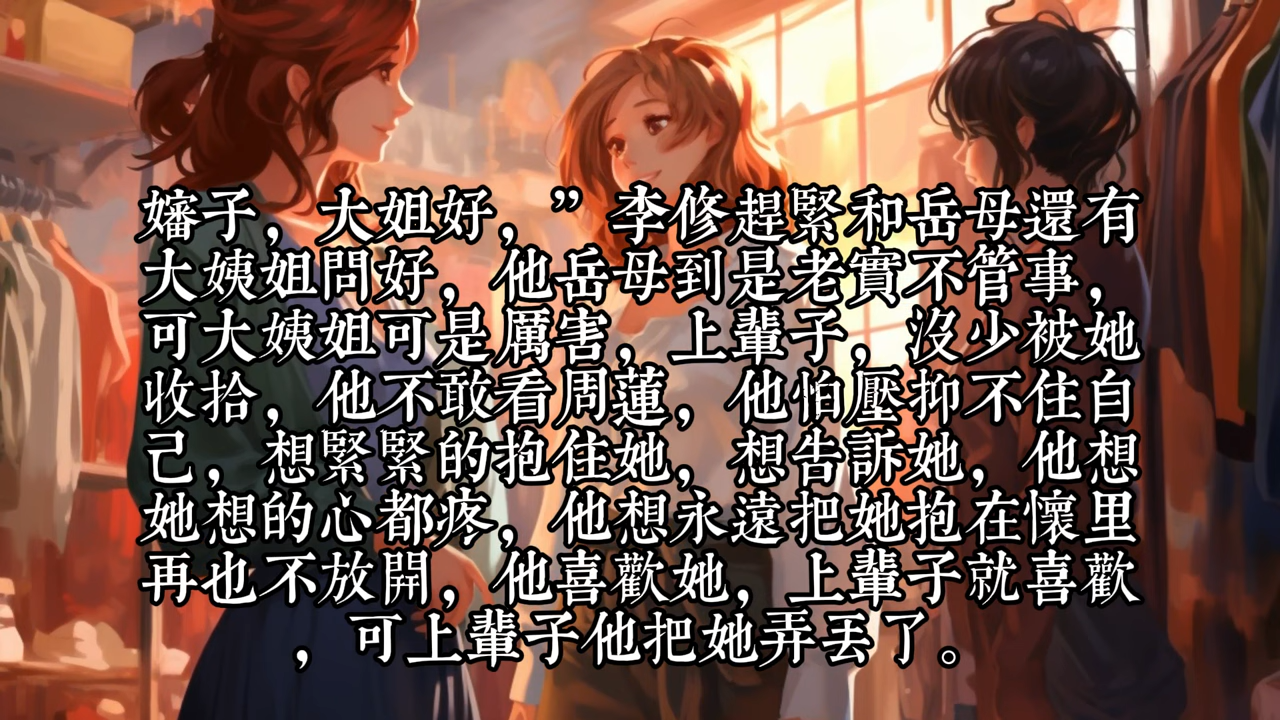 嬸子，大姐好，”李修趕緊和岳母還有
大姨姐問好，他岳母到是老實不管事，
可大姨姐可是厲害，上輩子，沒少被她
收拾，他不敢看周蓮，他怕壓抑不住自
己，想緊緊的抱住她，想告訴她，他想
她想的心都疼，他想永遠把她抱在懷里
再也不放開，他喜歡她，上輩子就喜歡
，可上輩子他把她弄丟了。